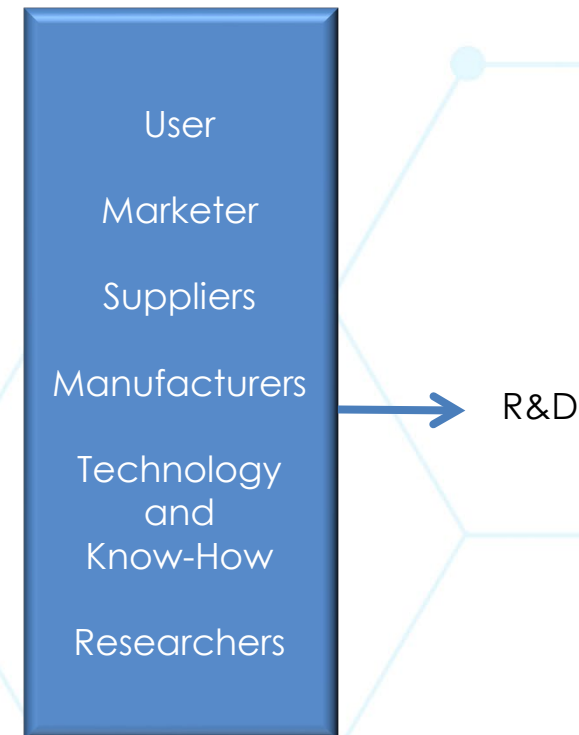 User
Marketer
Suppliers
Manufacturers
R&D
Technology
and
Know-How
Researchers